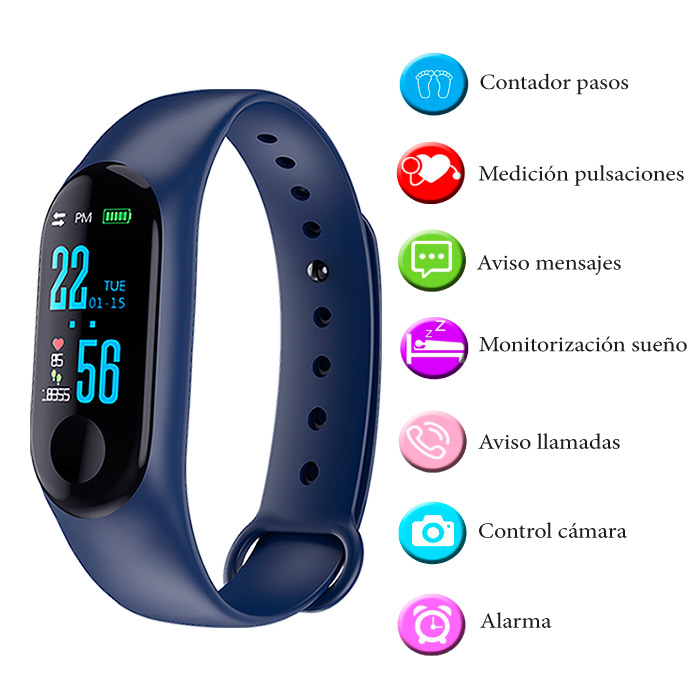 PM
22
TUE
01-15
56
85
18355
Contador pasos
Medición pulsaciones
Aviso mensajes
z Z
Monitorización sueño
Aviso llamadas
Control cámara
Alarma